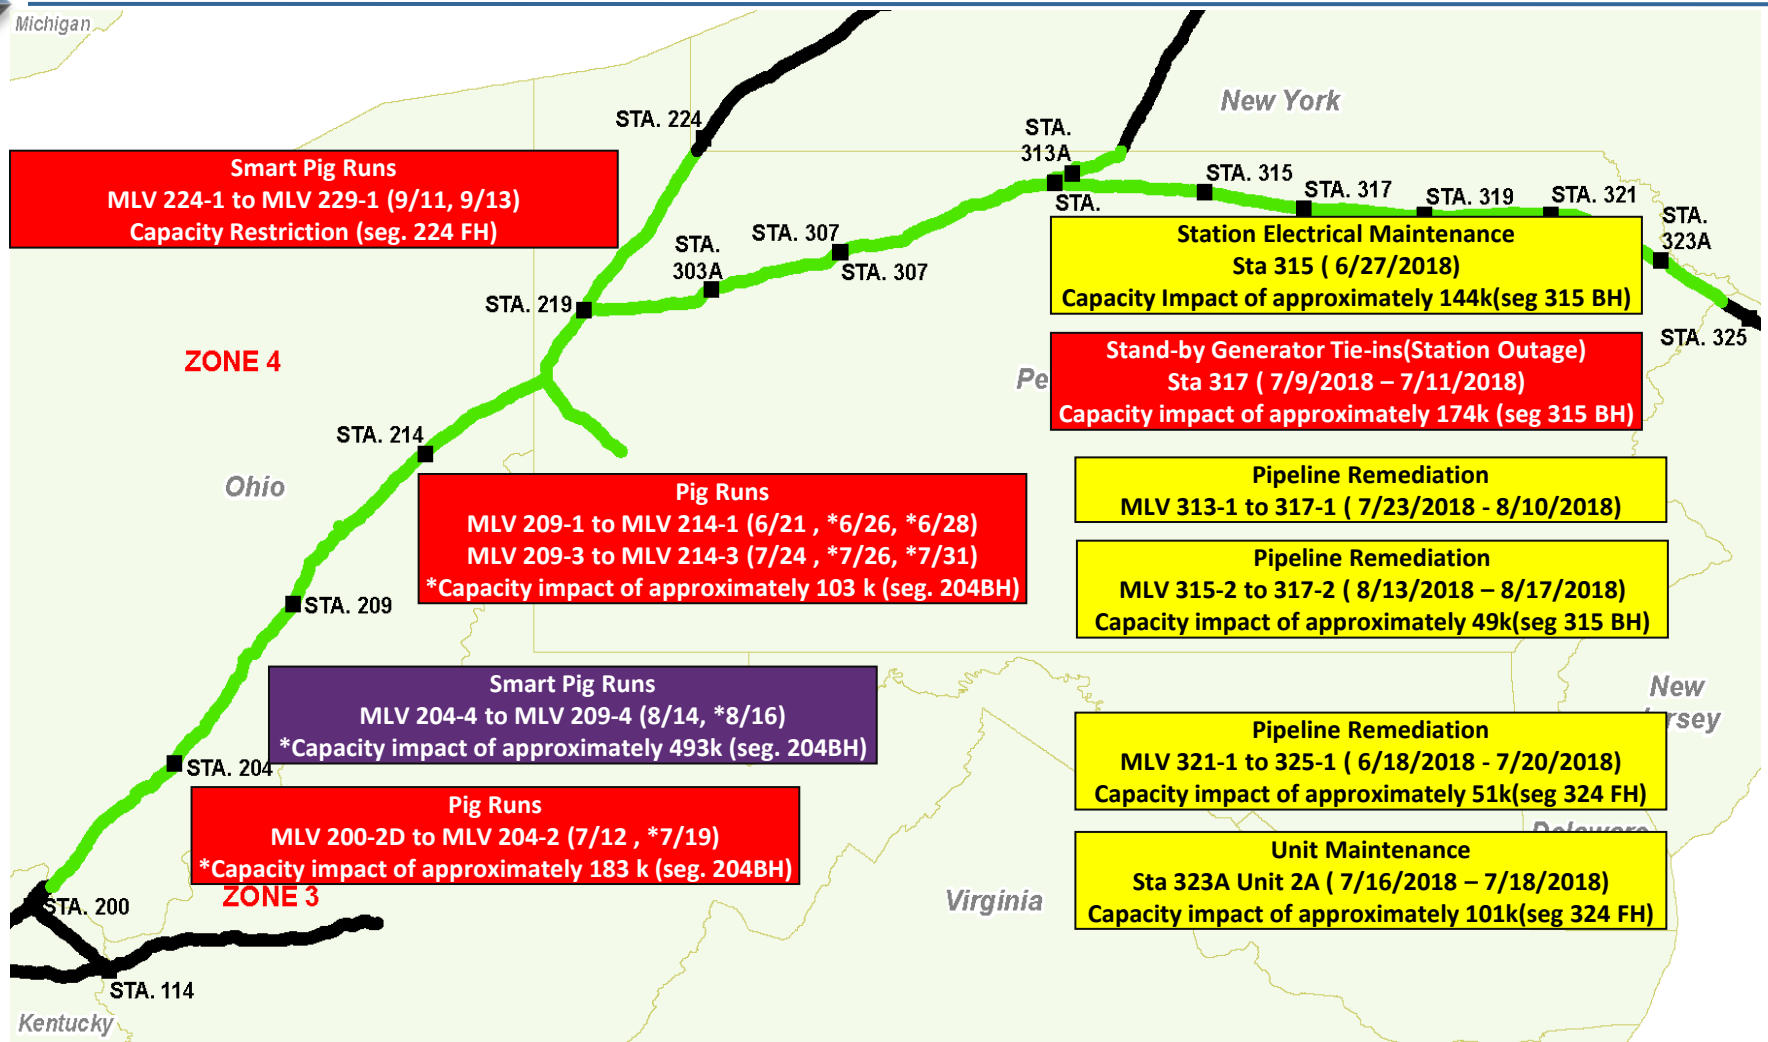 Michigan
New York
STA. 224
STA.
313A
STA. 315
STA. 317
STA. 319
STA. 321
STA.
323A
STA.
Smart Pig Runs
MLV 224-1 to MLV 229-1 (9/11, 9/13)
Capacity Restriction (seg. 224 FH)
STA. 307
STA.
303A
STA. 307
STA. 219
STA. 325
Station Electrical Maintenance
Sta 315 ( 6/27/2018)
Capacity Impact of approximately 144k(seg 315 BH)
ZONE 4
Pe
Stand-by Generator Tie-ins(Station Outage)
Sta 317 ( 7/9/2018 – 7/11/2018)
Capacity impact of approximately 174k (seg 315 BH)
STA. 214
Ohio
Pig Runs
MLV 209-1 to MLV 214-1 (6/21 , *6/26, *6/28)
MLV 209-3 to MLV 214-3 (7/24 , *7/26, *7/31)
*Capacity impact of approximately 103 k (seg. 204BH)
Pipeline Remediation
MLV 313-1 to 317-1 ( 7/23/2018 - 8/10/2018)
Pipeline Remediation
MLV 315-2 to 317-2 ( 8/13/2018 – 8/17/2018)
Capacity impact of approximately 49k(seg 315 BH)
STA. 209
Smart Pig Runs
MLV 204-4 to MLV 209-4 (8/14, *8/16)
*Capacity impact of approximately 493k (seg. 204BH)
New
ersey
Pipeline Remediation
MLV 321-1 to 325-1 ( 6/18/2018 - 7/20/2018)
Capacity impact of approximately 51k(seg 324 FH)
STA. 204
Pig Runs
MLV 200-2D to MLV 204-2 (7/12 , *7/19)
*Capacity impact of approximately 183 k (seg. 204BH)
Delaware
Unit Maintenance
Sta 323A Unit 2A ( 7/16/2018 – 7/18/2018)
Capacity impact of approximately 101k(seg 324 FH)
ZONE 3
STA. 200
Virginia
STA. 114
Kentucky